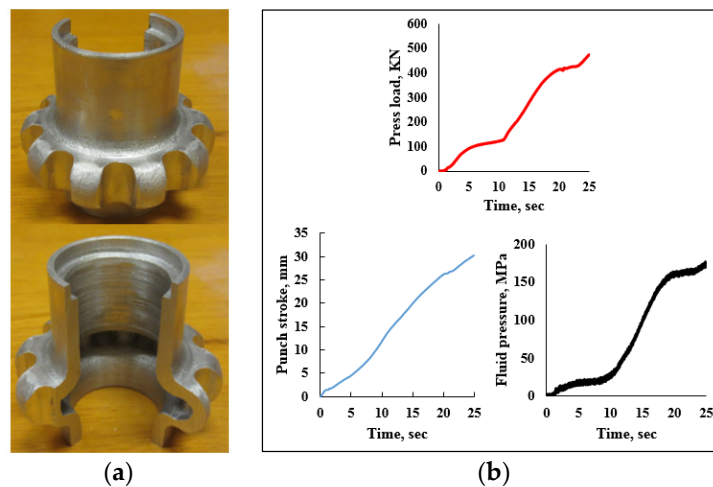 600
500
400
300
200
100
0
Press load, KN
0 5 10 15 20 25
Time, sec
35
30
25
20
15
10
5
0
Punch stroke, mm
0 5 10 15 20 25
Time, sec
200
150
100
50
0
Fluid pressure, MPa
0 5 10 15 20 25
Time, sec
(a)
(b)